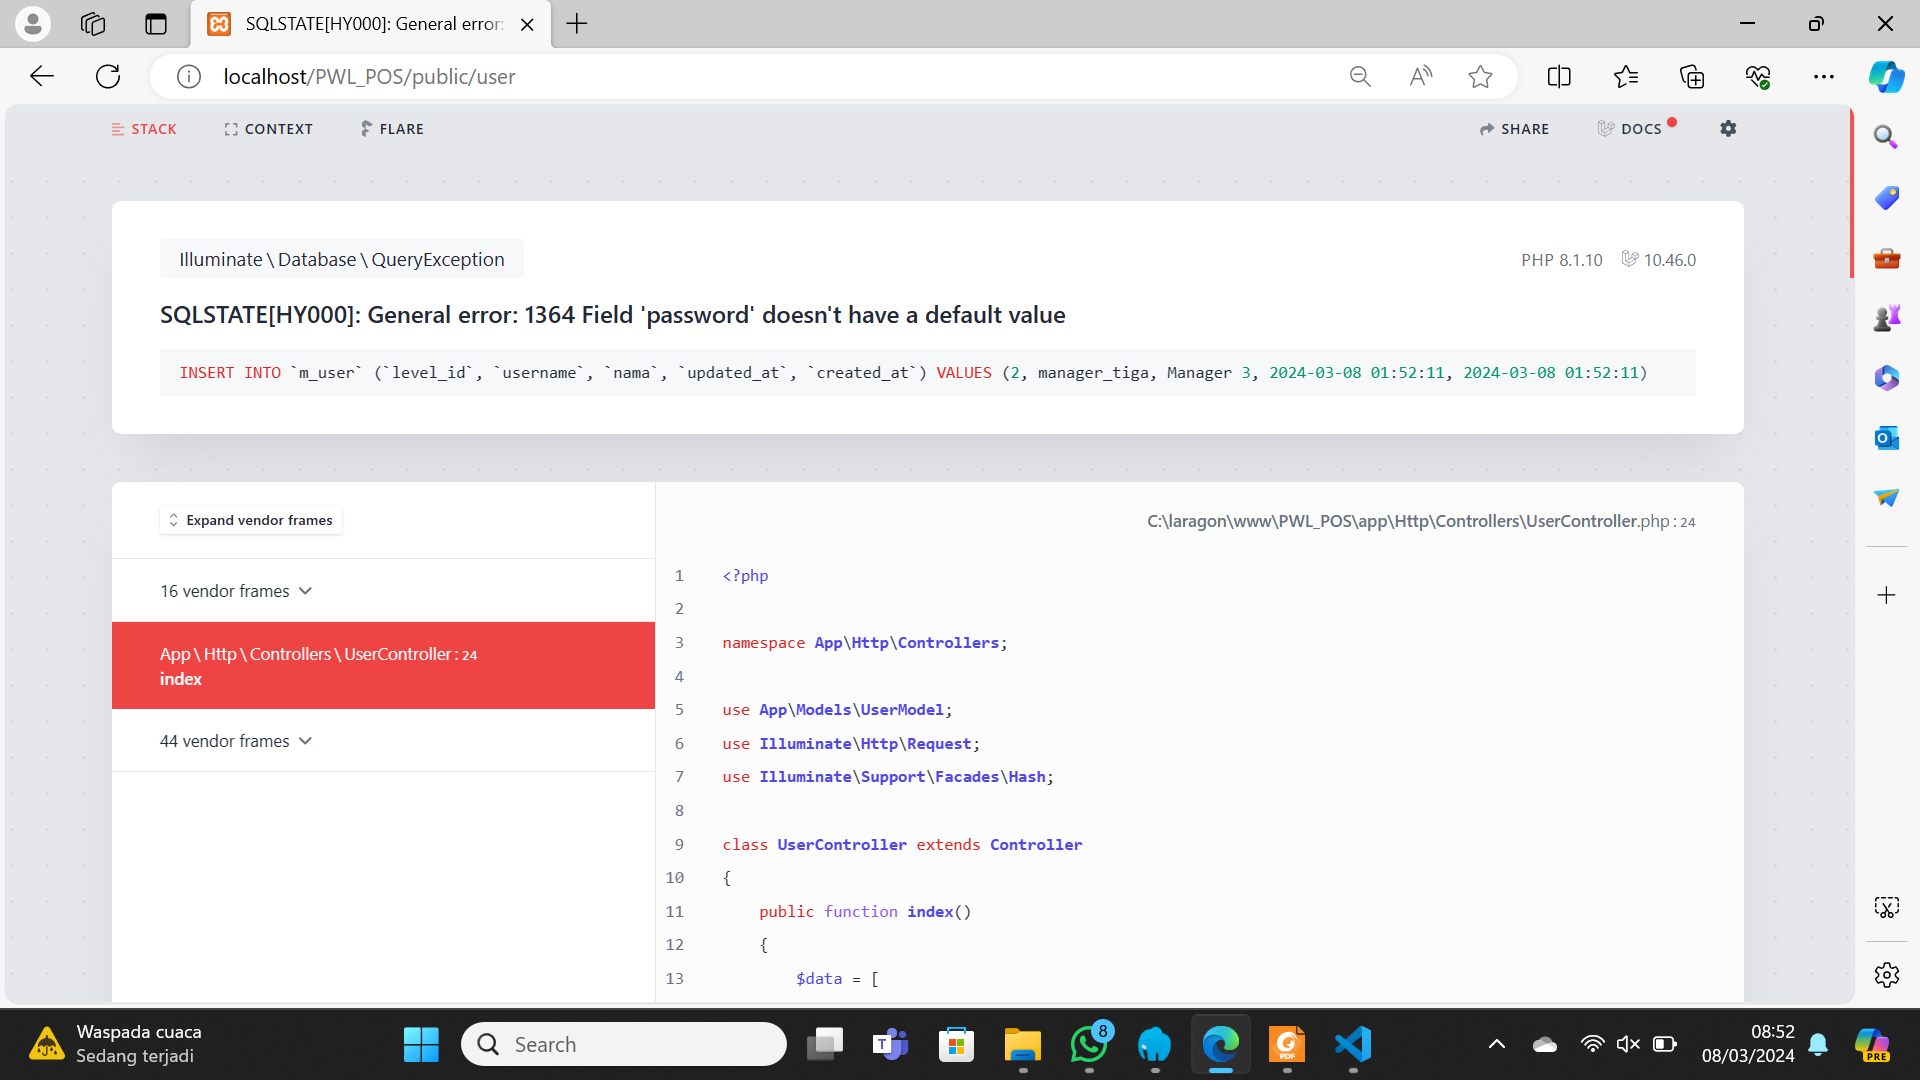 SQLSTATE[HY000]: General error:
localhost/PWL_POS/public/user
STACK
CONTEXT
FLARE
SHARE
DOCS
Illuminate\Database\QueryException
PHP 8.1.10
10.46.0
SQLSTATE[HY000]: General error: 1364 Field 'password' doesn't have a default value
INSERT INTO `m_user` (`level_id`, `username`, `nama`, `updated_at`, `created_at`) VALUES (2, manager_tiga, Manager 3, 2024-03-08 01:52:11, 2024-03-08 01:52:11)
Expand vendor frames
C:\laragon\www\PWL_POS\app\Http\Controllers\UserController.php:24
16 vendor frames
App\Http\Controllers\UserController:24
index
44 vendor frames
1 <?php
2
3 namespace App\Http\Controllers;
4
5 use App\Models\UserModel;
6 use Illuminate\Http\Request;
7 use Illuminate\Support\Facades\Hash;
8
9 class UserController extends Controller
10 {
11 public function index()
12 {
13 $data = [
Waspada cuaca
Sedang terjadi
Search
T
8
PDF
08:52
08/03/2024
PRE